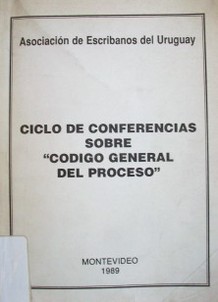 Asociación de Escribanos del Uruguay
CICLO DE CONFERENCIAS
SOBRE
"CODIGO GENERAL
DEL PROCESO"
MONTEVIDEO
1989